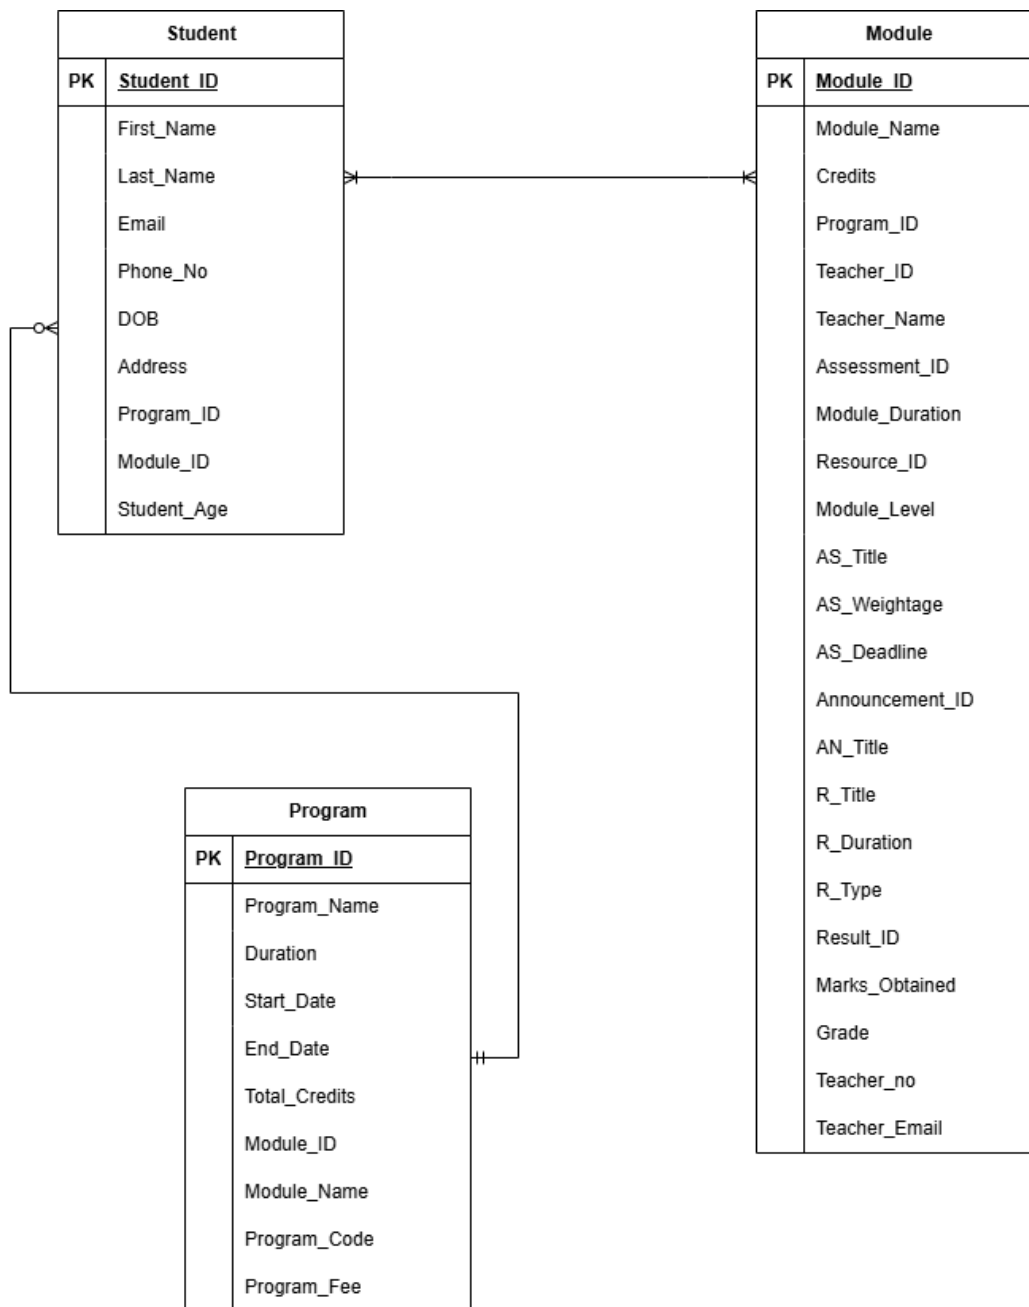 Student
PK Student_ID
First_Name
Last_Name
Email
Phone_No
DOB
Address
Program_ID
Module_ID
Student_Age
Module
PK Module_ID
Module_Name
Credits
Program_ID
Teacher_ID
Teacher_Name
Assessment_ID
Module_Duration
Resource_ID
Module_Level
AS_Title
AS_Weightage
AS_Deadline
Announcement_ID
AN_Title
R_Title
R_Duration
R_Type
Result_ID
Marks_Obtained
Grade
Teacher_no
Teacher_Email
Program
PK Program_ID
Program_Name
Duration
Start_Date
End_Date
Total_Credits
Module_ID
Module_Name
Program_Code
Program_Fee